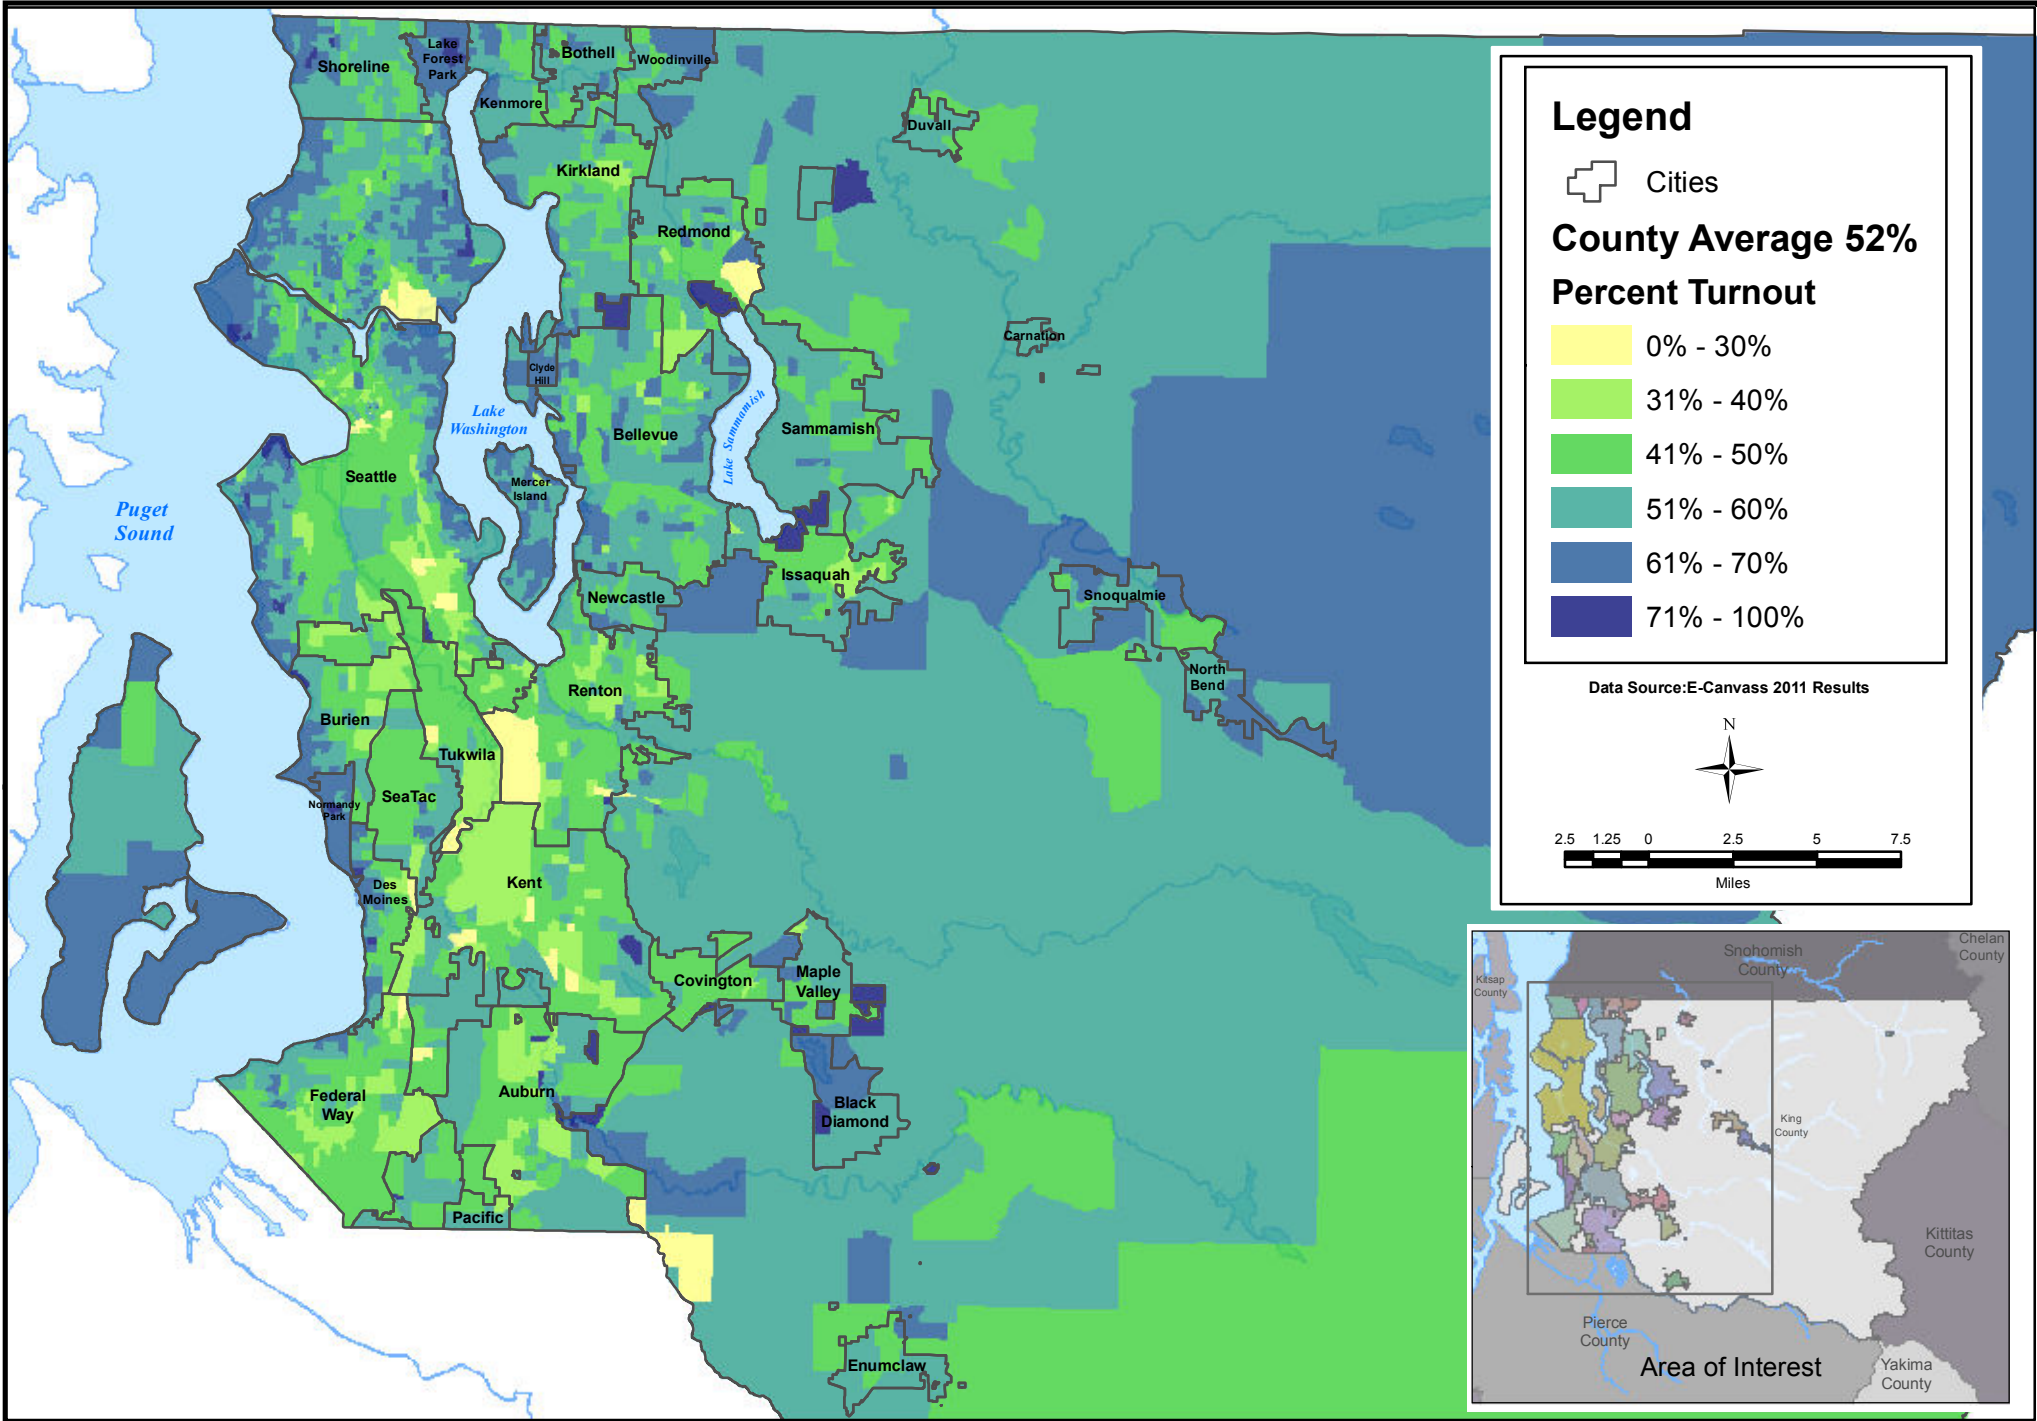 Shoreline
Lake
Forest
Park
Bothell
Woodinville
Kenmore
Duvall
Kirkland
Redmond
Carnation
Clyde
Hill
Lake
Washington
Bellevue
Lake Sammamish
Sammamish
Seattle
Mercer
Island
Puget
Sound
Issaquah
Newcastle
Snoqualmie
North
Bend
Renton
Burien
Tukwila
SeaTac
Normandy
Park
Des
Moines
Kent
Covington
Maple
Valley
Federal
Way
Auburn
Black
Diamond
Pacific
Enumclaw
Legend
Cities
County Average 52%
Percent Turnout
0% - 30%
31% - 40%
41% - 50%
51% - 60%
61% - 70%
71% - 100%
Data Source:E-Canvass 2011 Results
N
2.5 1.25 0 2.5 5 7.5
Miles
Snohomish
County
Chelan
County
Kitsap
County
King
County
Kittitas
County
Pierce
County
Area of Interest
Yakima
County